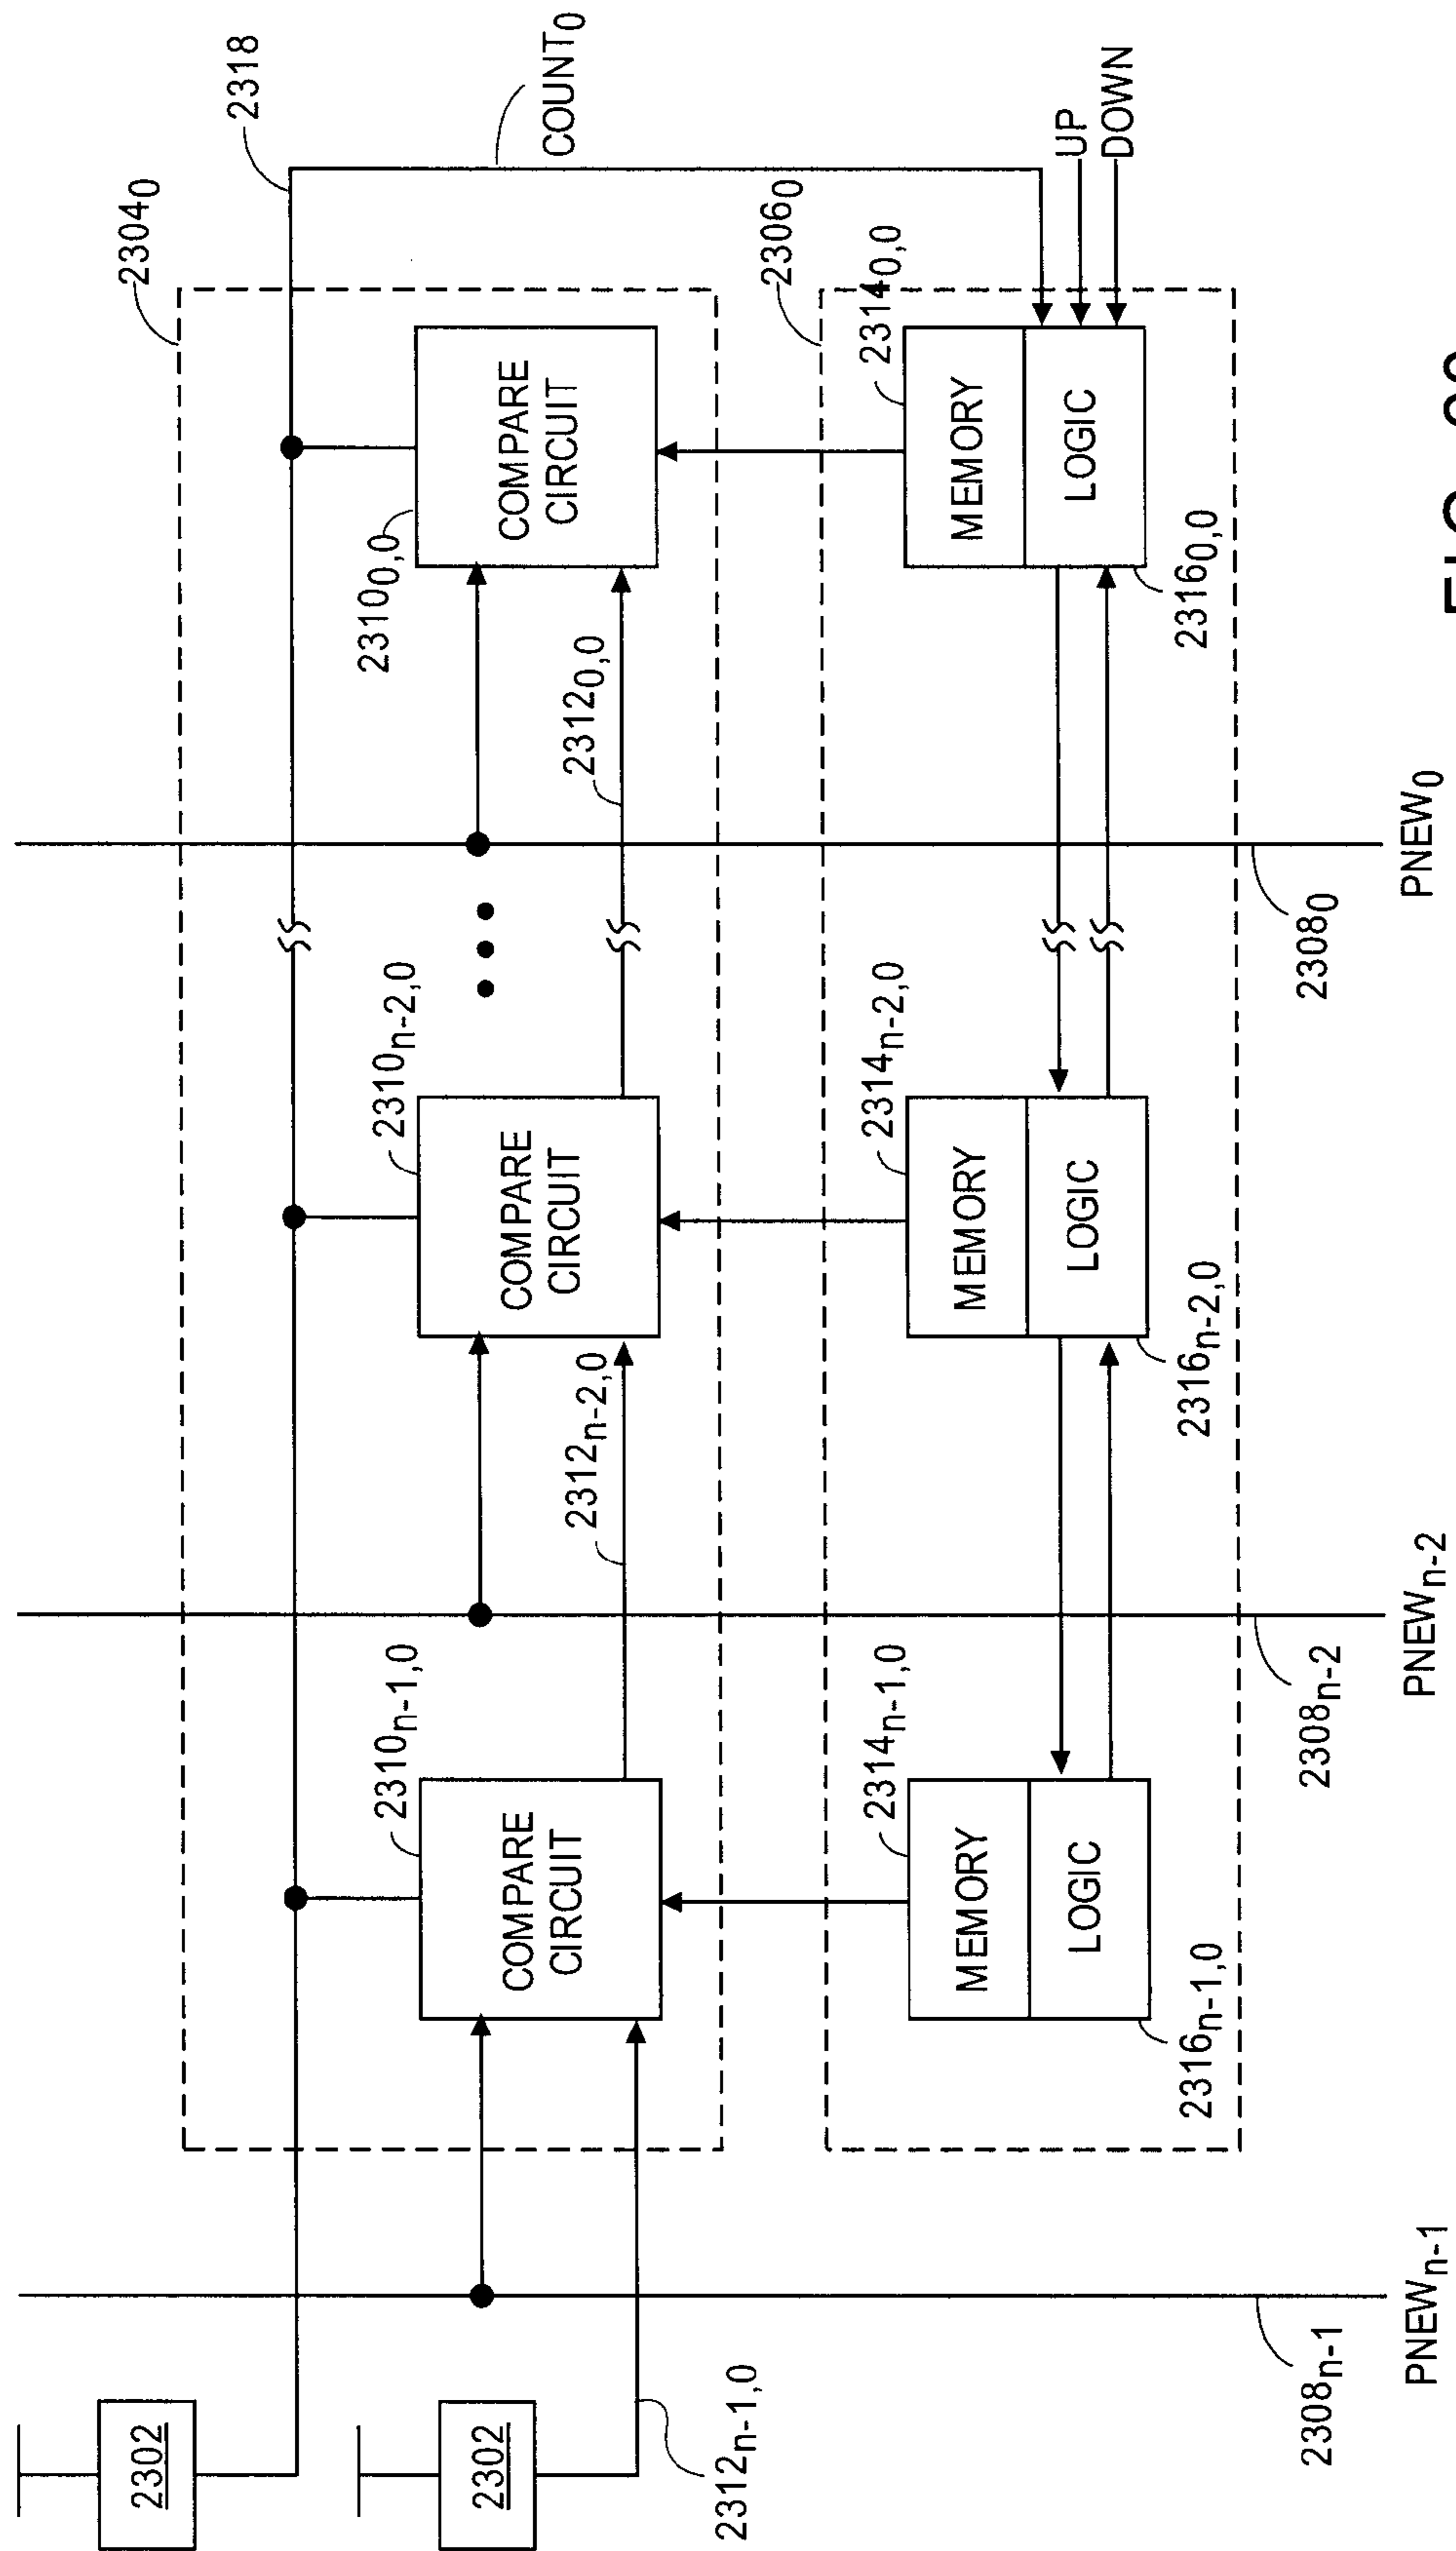 2318
COUNT0
23040
2302
2310n-1,0
COMPARE
CIRCUIT
2310n-2,0
COMPARE
CIRCUIT
23100,0
COMPARE
CIRCUIT
2302
2312n-1,0
2312n-2,0
23120,0
23060
2314n-1,0
MEMORY
LOGIC
2316n-1,0
2314n-2,0
MEMORY
LOGIC
2316n-2,0
23140,0
MEMORY
LOGIC
23160,0
UP
DOWN
2308n-1
2308n-2
23080
PNEWn-1
PNEWn-2
PNEW0